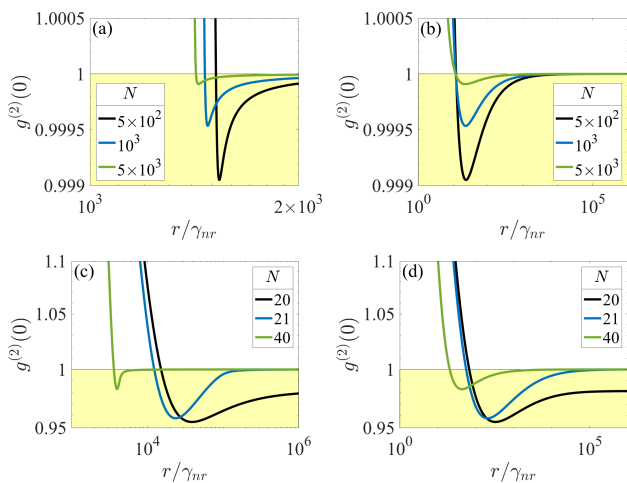 (a)
1.0005
1
0.9995
0.999
g⁽²⁾(0)
N
5×10²
10³
5×10³
10³
2×10³
r/γₙᵣ
(b)
1.0005
1
0.9995
0.999
g⁽²⁾(0)
N
5×10²
10³
5×10³
10⁰
10⁵
r/γₙᵣ
(c)
1.1
1.05
1
0.95
g⁽²⁾(0)
N
20
21
40
10⁴
10⁶
r/γₙᵣ
(d)
1.1
1.05
1
0.95
g⁽²⁾(0)
N
20
21
40
10⁰
10⁵
r/γₙᵣ